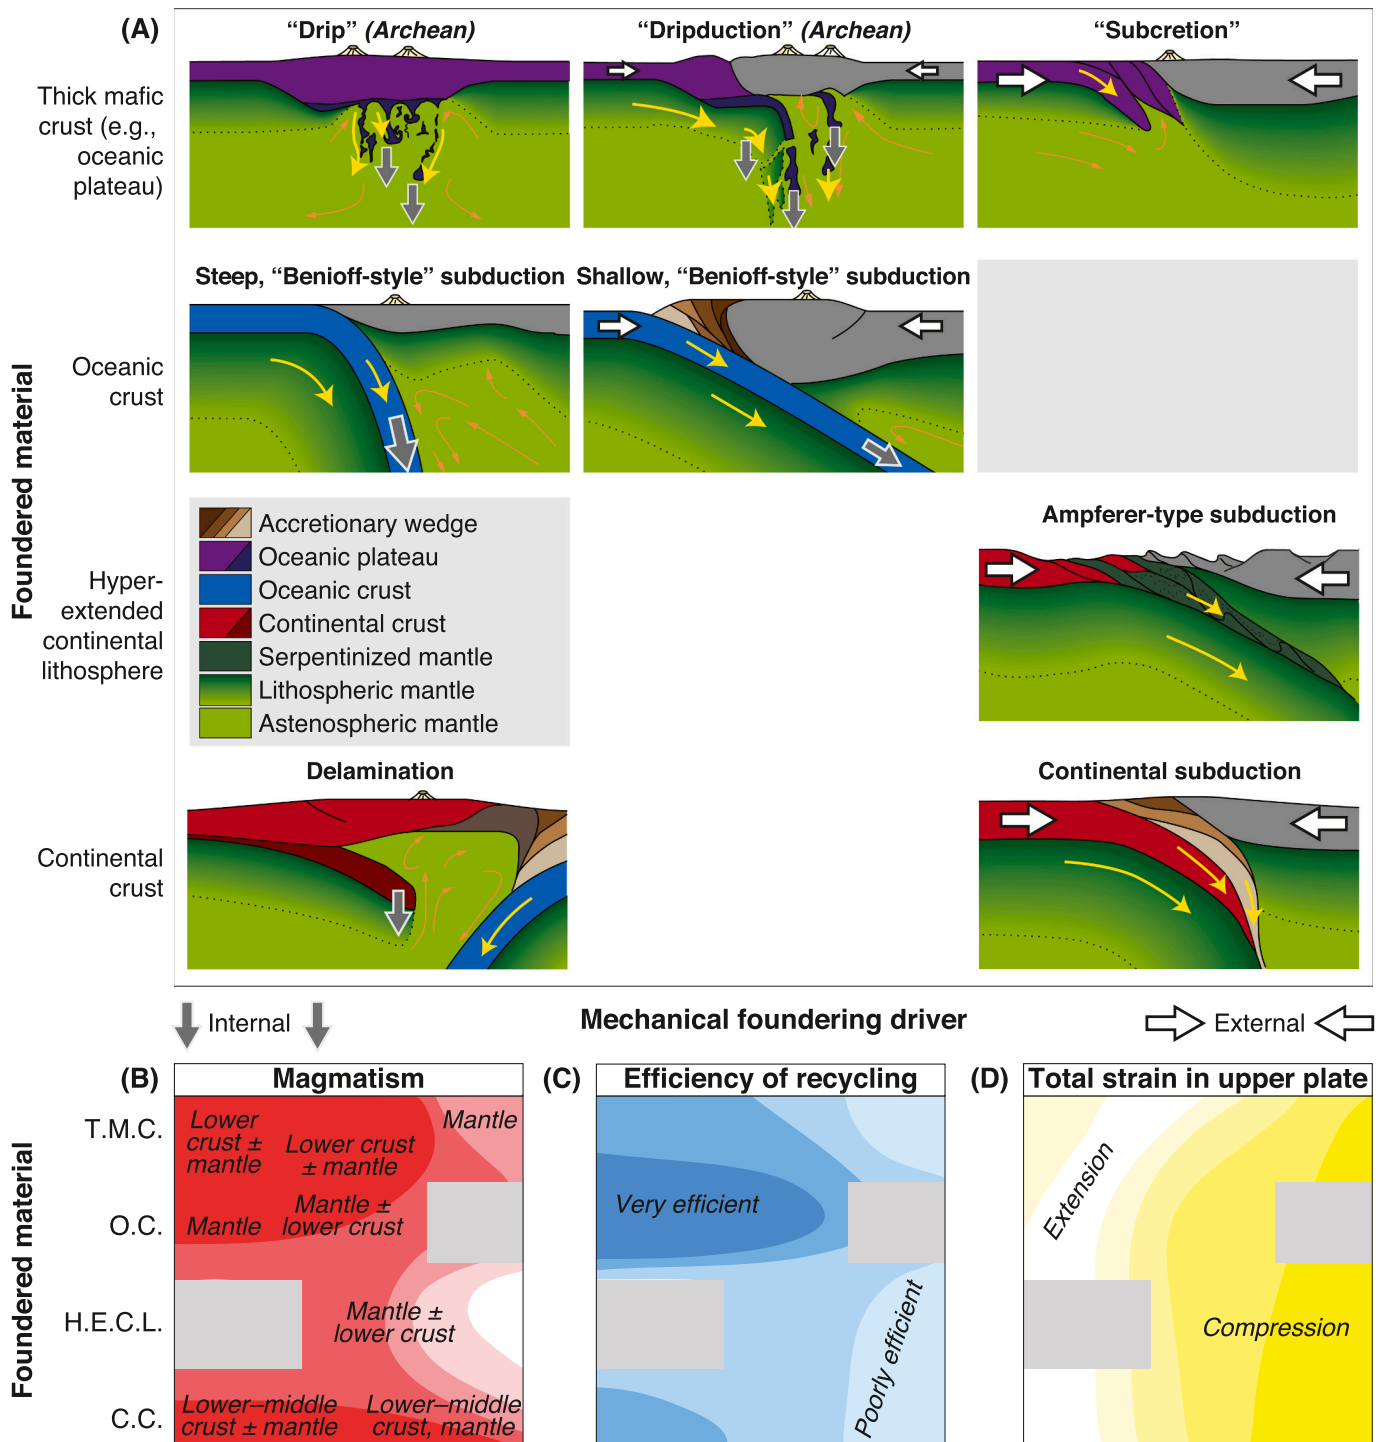 (A)
“Drip” (Archean)
“Dripduction” (Archean)
“Subcretion”
Thick mafic
crust (e.g.,
oceanic
plateau)
Steep, “Benioff-style” subduction
Shallow, “Benioff-style” subduction
Oceanic
crust
Foundered material
Accretionary wedge
Oceanic plateau
Oceanic crust
Continental crust
Serpentinized mantle
Lithospheric mantle
Astenospheric mantle
Ampferer-type subduction
Hyper-
extended
continental
lithosphere
Delamination
Continental subduction
Continental
crust
Internal
Mechanical foundering driver
External
(B)
Magmatism
(C)
Efficiency of recycling
(D)
Total strain in upper plate
Foundered material
T.M.C.
O.C.
H.E.C.L.
C.C.
Lower
crust ±
mantle
Lower crust
± mantle
Mantle
Mantle
Mantle ±
lower crust
Mantle ±
lower crust
Lower–middle
crust ± mantle
Lower–middle
crust, mantle
Very efficient
Poorly efficient
Extension
Compression